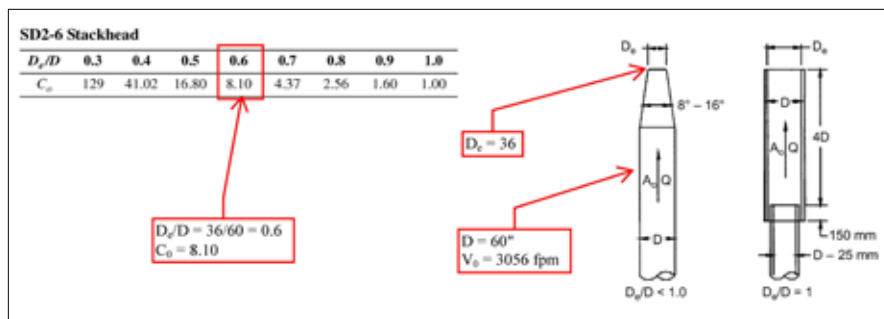 SD2-6 Stackhead
Dₑ/D 0.3 0.4 0.5 0.6 0.7 0.8 0.9 1.0
Cₒ 129 41.02 16.80 8.10 4.37 2.56 1.60 1.00
Dₑ/D = 36/60 = 0.6
C₀ = 8.10
Dₑ = 36
D = 60"
V₀ = 3056 fpm
Dₑ
8° – 16°
Aₒ Q
D
Dₑ/D < 1.0
Dₑ
D
4D
Aₒ Q
150 mm
D – 25 mm
Dₑ/D = 1